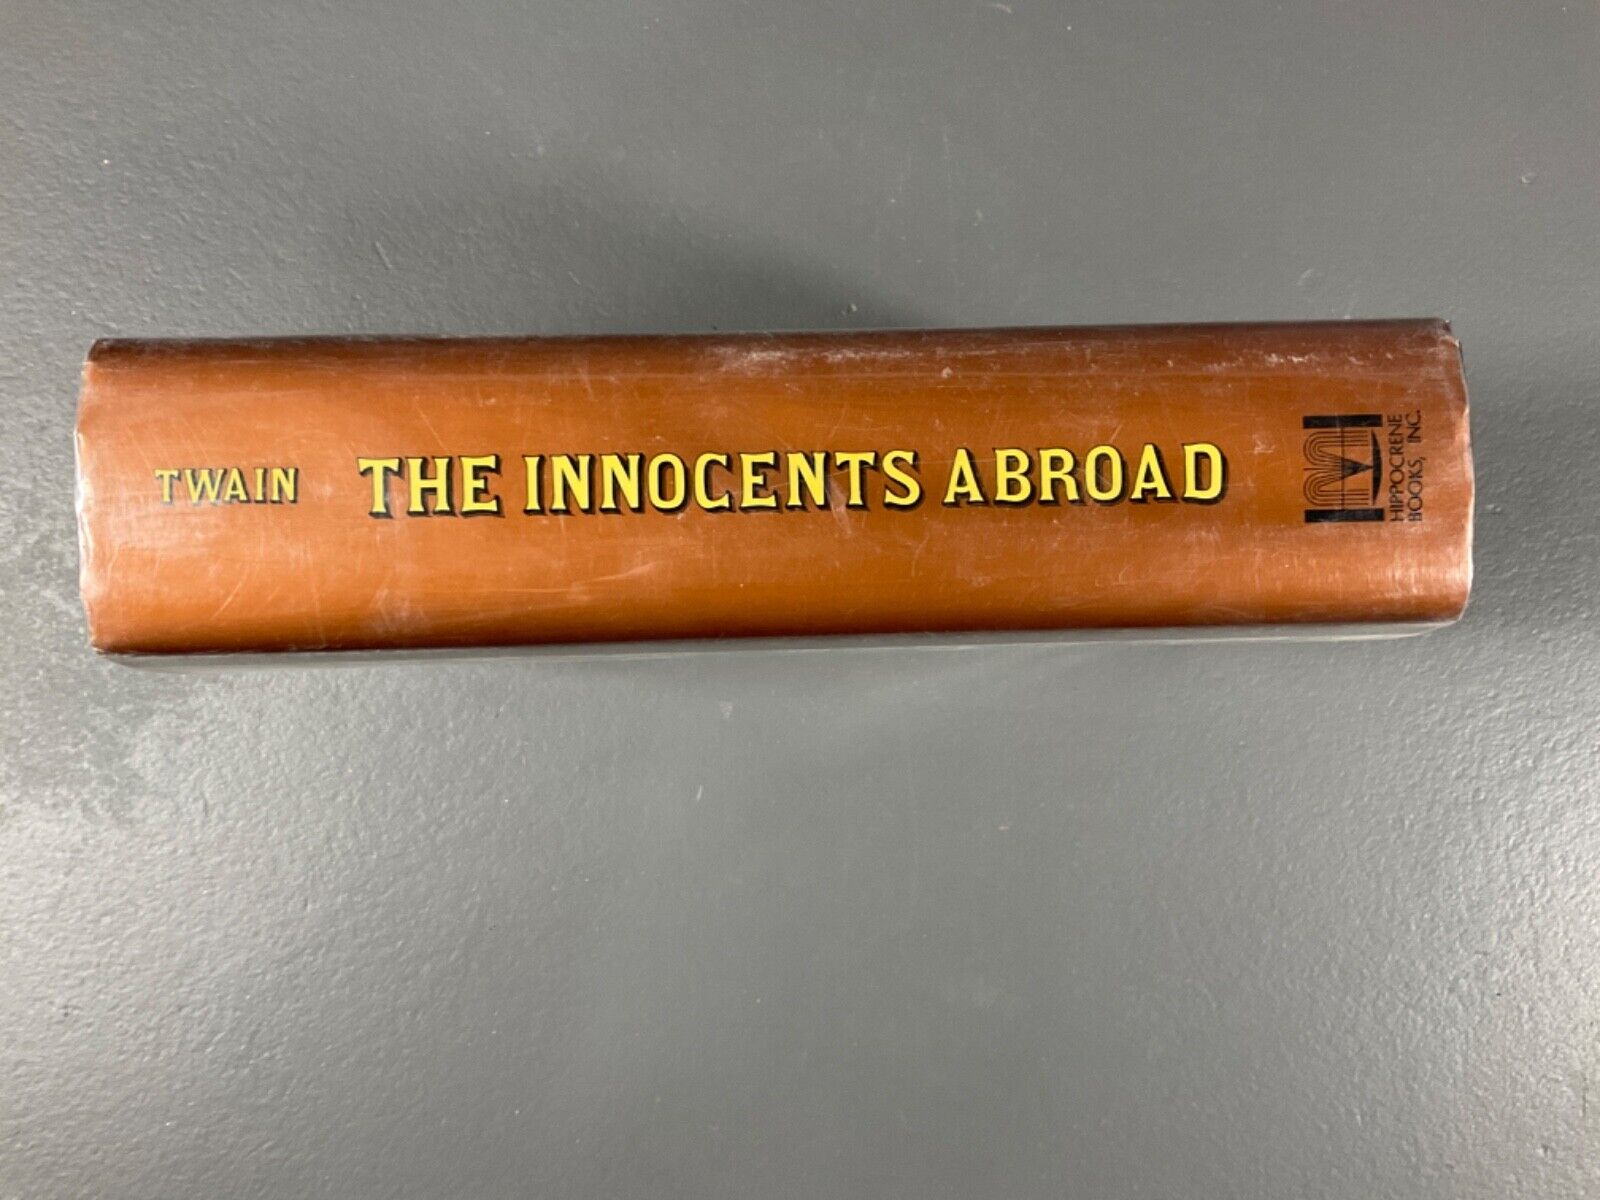 TWAIN
THE INNOCENTS ABROAD
HIPPOCRENE
BOOKS, INC.